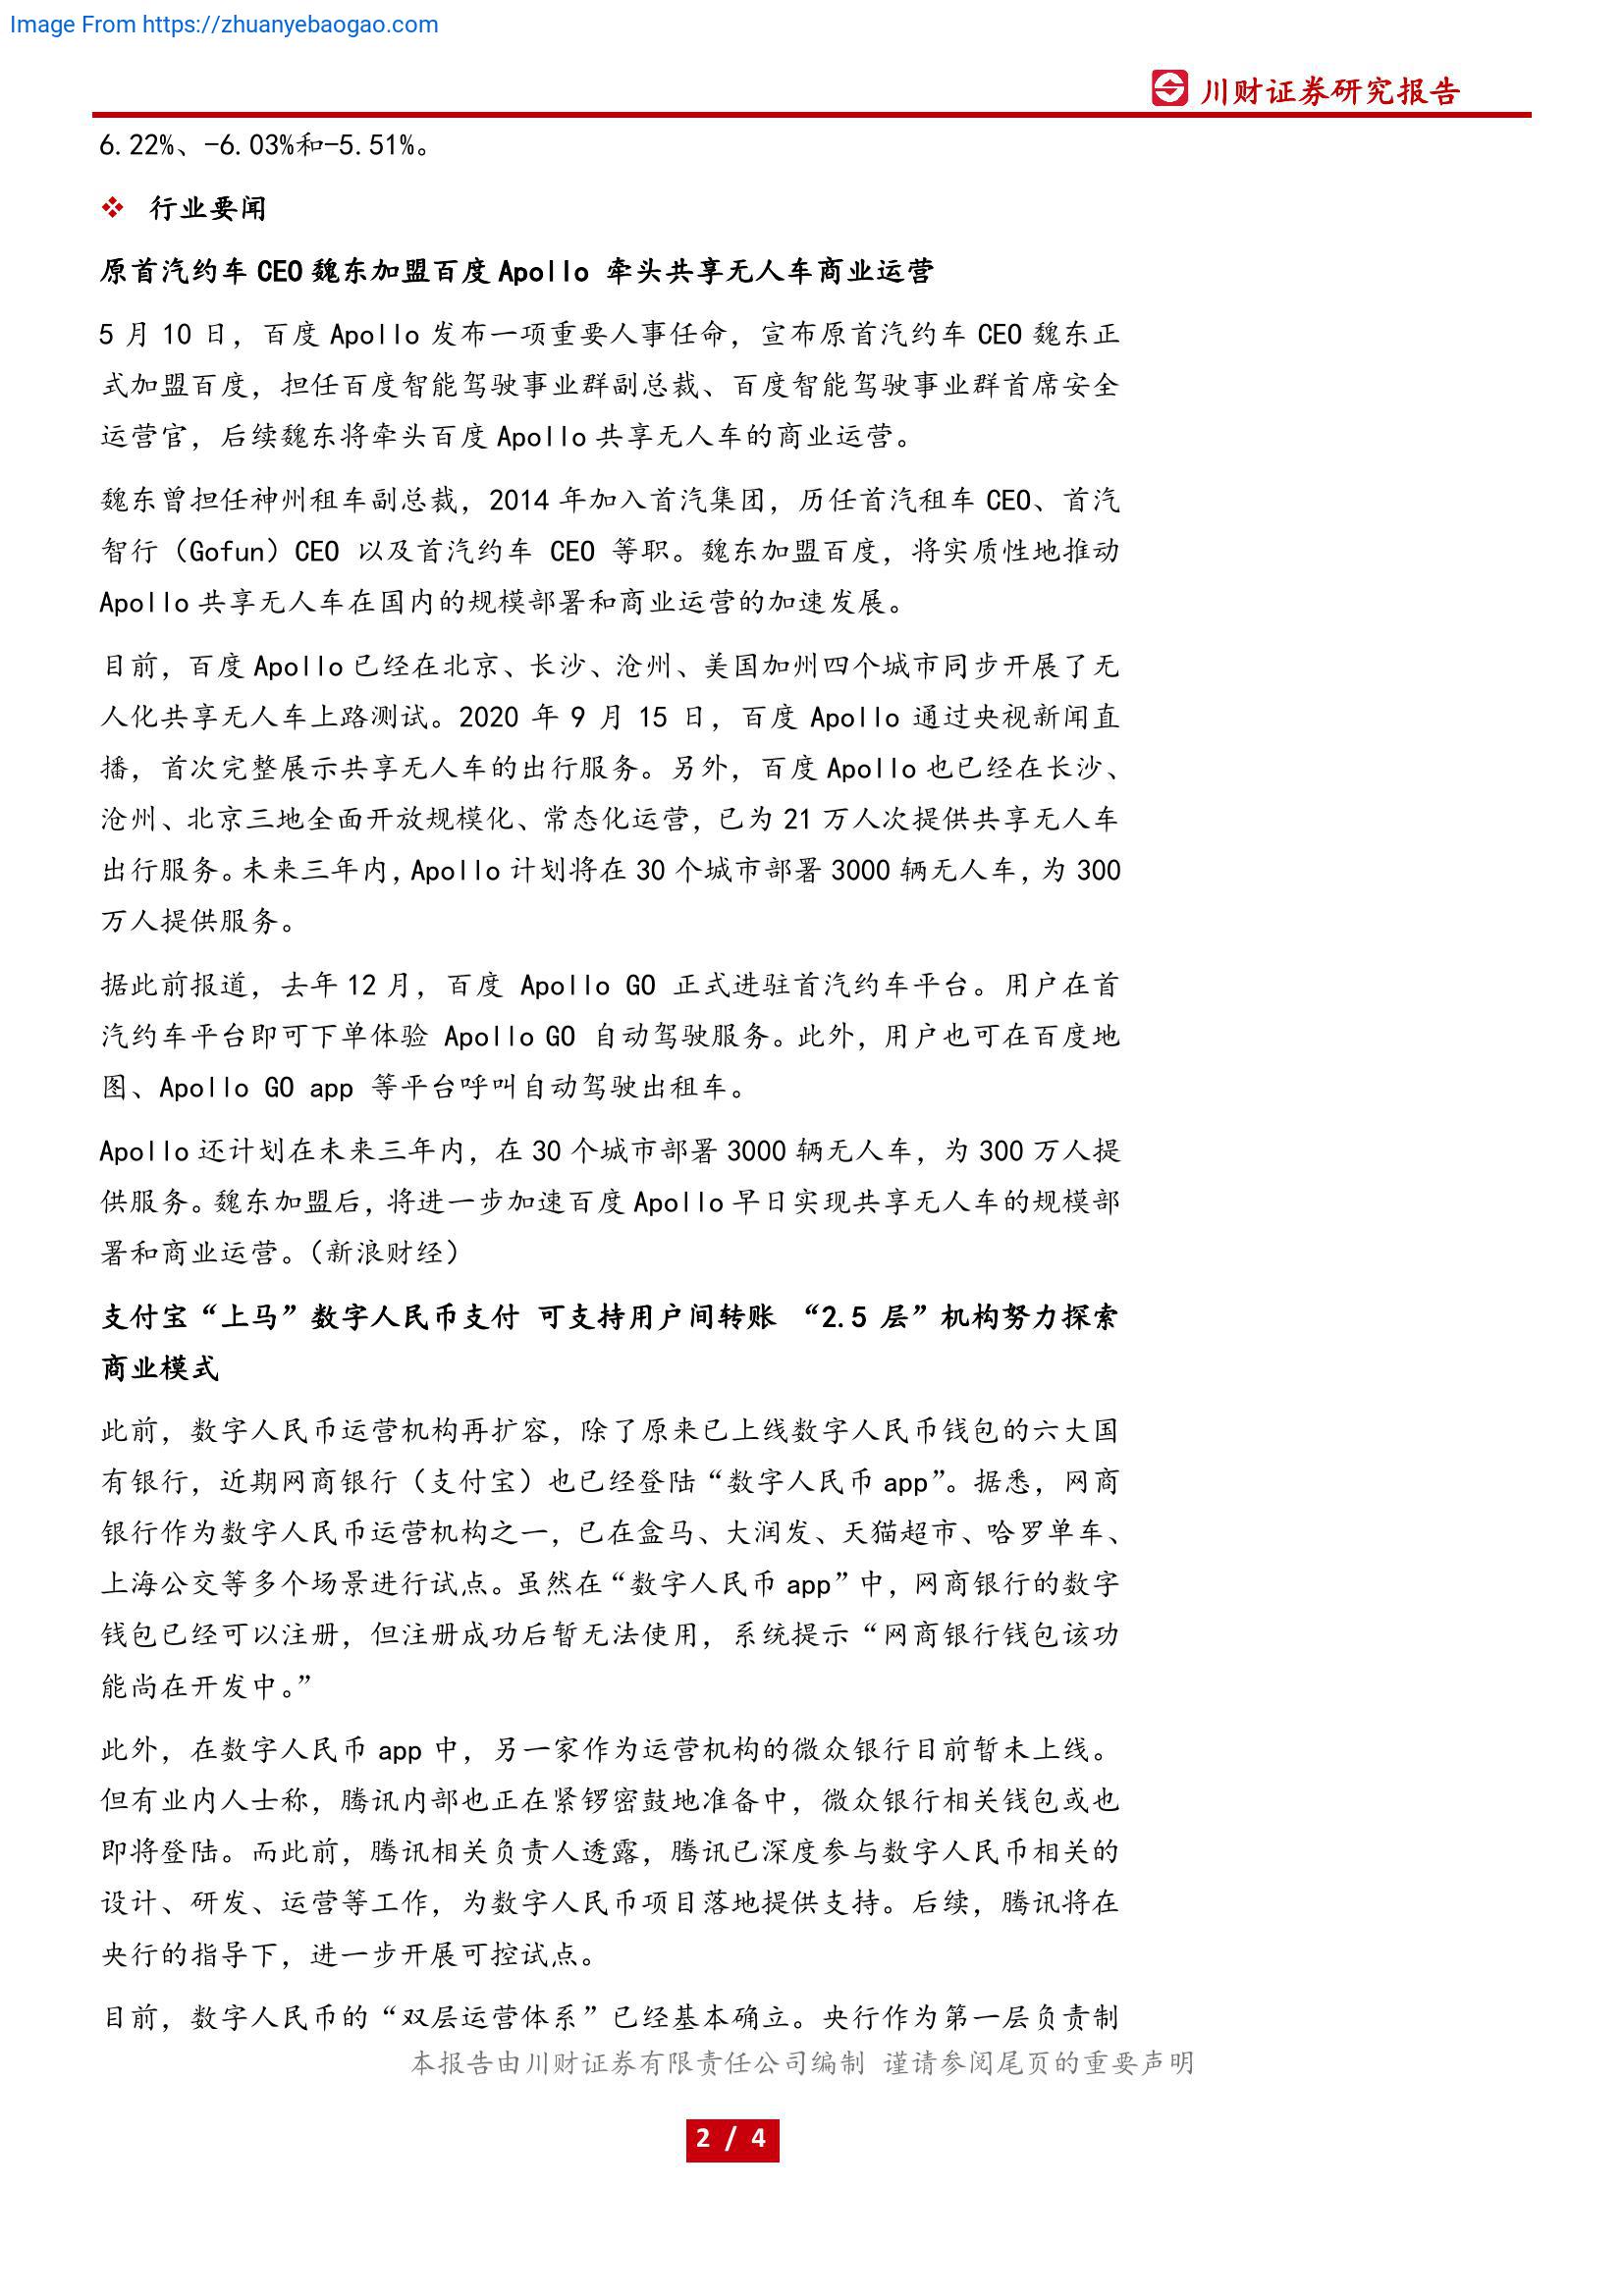 Image From https://zhuanyebaogao.com
川财证券研究报告
6.22%、-6.03%和-5.51%。
❖ 行业要闻
原首汽约车 CEO 魏东加盟百度 Apollo 牵头共享无人车商业运营
5 月 10 日，百度 Apollo 发布一项重要人事任命，宣布原首汽约车 CEO 魏东正
式加盟百度，担任百度智能驾驶事业群副总裁、百度智能驾驶事业群首席安全
运营官，后续魏东将牵头百度 Apollo 共享无人车的商业运营。
魏东曾担任神州租车副总裁，2014 年加入首汽集团，历任首汽租车 CEO、首汽
智行（Gofun）CEO 以及首汽约车 CEO 等职。魏东加盟百度，将实质性地推动
Apollo 共享无人车在国内的规模部署和商业运营的加速发展。
目前，百度 Apollo 已经在北京、长沙、沧州、美国加州四个城市同步开展了无
人化共享无人车上路测试。2020 年 9 月 15 日，百度 Apollo 通过央视新闻直
播，首次完整展示共享无人车的出行服务。另外，百度 Apollo 也已经在长沙、
沧州、北京三地全面开放规模化、常态化运营，已为 21 万人次提供共享无人车
出行服务。未来三年内，Apollo 计划将在 30 个城市部署 3000 辆无人车，为 300
万人提供服务。
据此前报道，去年 12 月，百度 Apollo GO 正式进驻首汽约车平台。用户在首
汽约车平台即可下单体验 Apollo GO 自动驾驶服务。此外，用户也可在百度地
图、Apollo GO app 等平台呼叫自动驾驶出租车。
Apollo 还计划在未来三年内，在 30 个城市部署 3000 辆无人车，为 300 万人提
供服务。魏东加盟后，将进一步加速百度 Apollo 早日实现共享无人车的规模部
署和商业运营。（新浪财经）
支付宝“上马”数字人民币支付 可支持用户间转账 “2.5 层”机构努力探索
商业模式
此前，数字人民币运营机构再扩容，除了原来已上线数字人民币钱包的六大国
有银行，近期网商银行（支付宝）也已经登陆“数字人民币 app”。据悉，网商
银行作为数字人民币运营机构之一，已在盒马、大润发、天猫超市、哈罗单车、
上海公交等多个场景进行试点。虽然在“数字人民币 app”中，网商银行的数字
钱包已经可以注册，但注册成功后暂无法使用，系统提示“网商银行钱包该功
能尚在开发中。”
此外，在数字人民币 app 中，另一家作为运营机构的微众银行目前暂未上线。
但有业内人士称，腾讯内部也正在紧锣密鼓地准备中，微众银行相关钱包或也
即将登陆。而此前，腾讯相关负责人透露，腾讯已深度参与数字人民币相关的
设计、研发、运营等工作，为数字人民币项目落地提供支持。后续，腾讯将在
央行的指导下，进一步开展可控试点。
目前，数字人民币的“双层运营体系”已经基本确立。央行作为第一层负责制
本报告由川财证券有限责任公司编制 谨请参阅尾页的重要声明
2 / 4